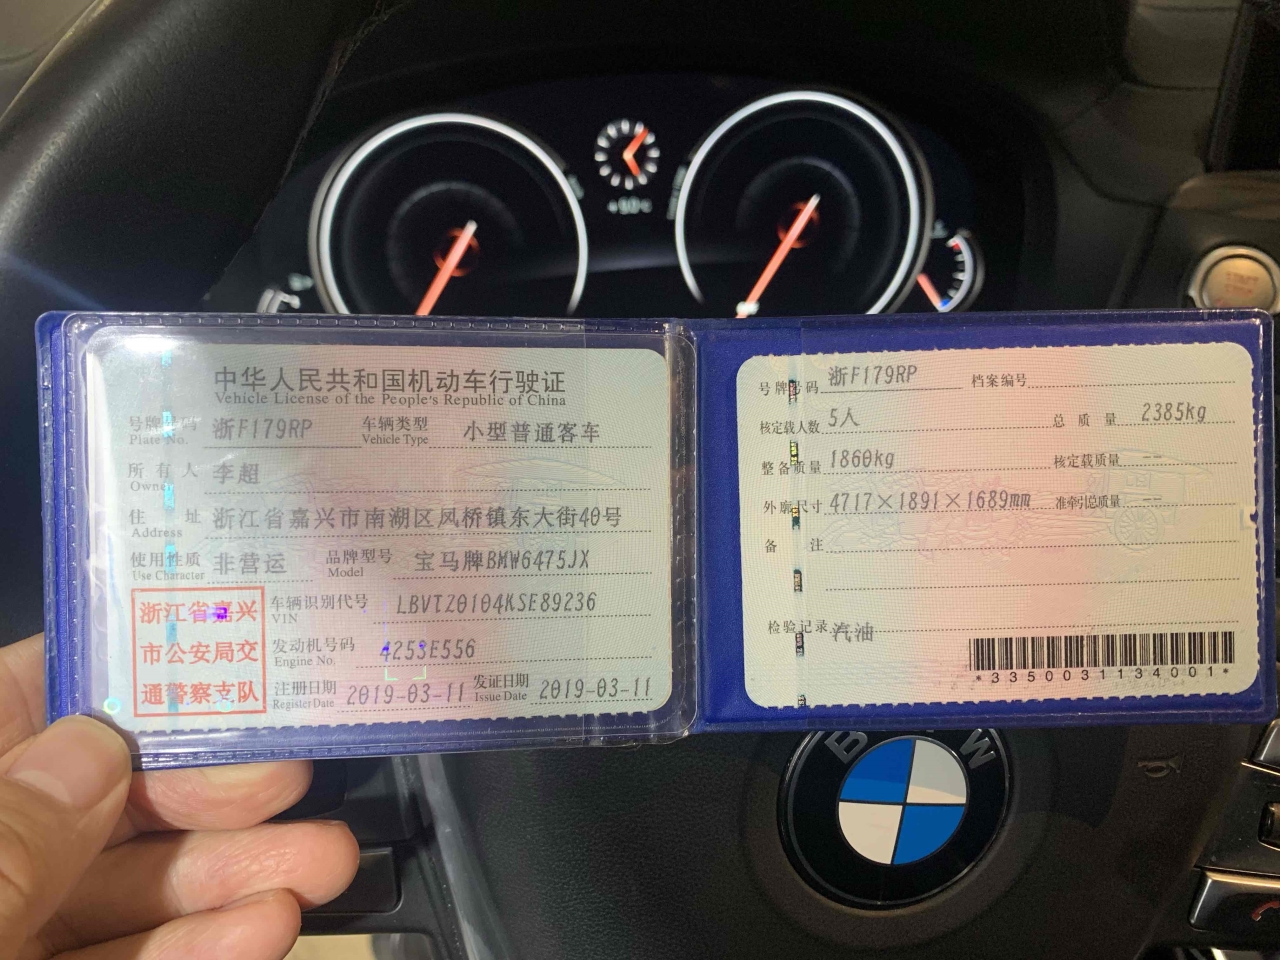 中华人民共和国机动车行驶证
Vehicle License of the People's Republic of China
号牌号码 浙F179RP 车辆类型 小型普通客车
Plate No. Vehicle Type
所有人 李超
Owner
住址 浙江省嘉兴市南湖区凤桥镇东大街40号
Address
使用性质 非营运 品牌型号 宝马牌BMW6475JX
Use Character Model
浙江省嘉兴
市公安局交
通警察支队
车辆识别代号 LBVTZ0104KSE89236
VIN
发动机号码 4253E556
Engine No.
注册日期 2019-03-11 发证日期 2019-03-11
Register Date Issue Date
号牌号码 浙F179RP 档案编号
核定载人数 5人 总质量 2385kg
整备质量 1860kg 核定载质量 --
外廓尺寸 4717×1891×1689mm 准牵引总质量 --
备注
检验记录 汽油
*3350031134001*
BMW